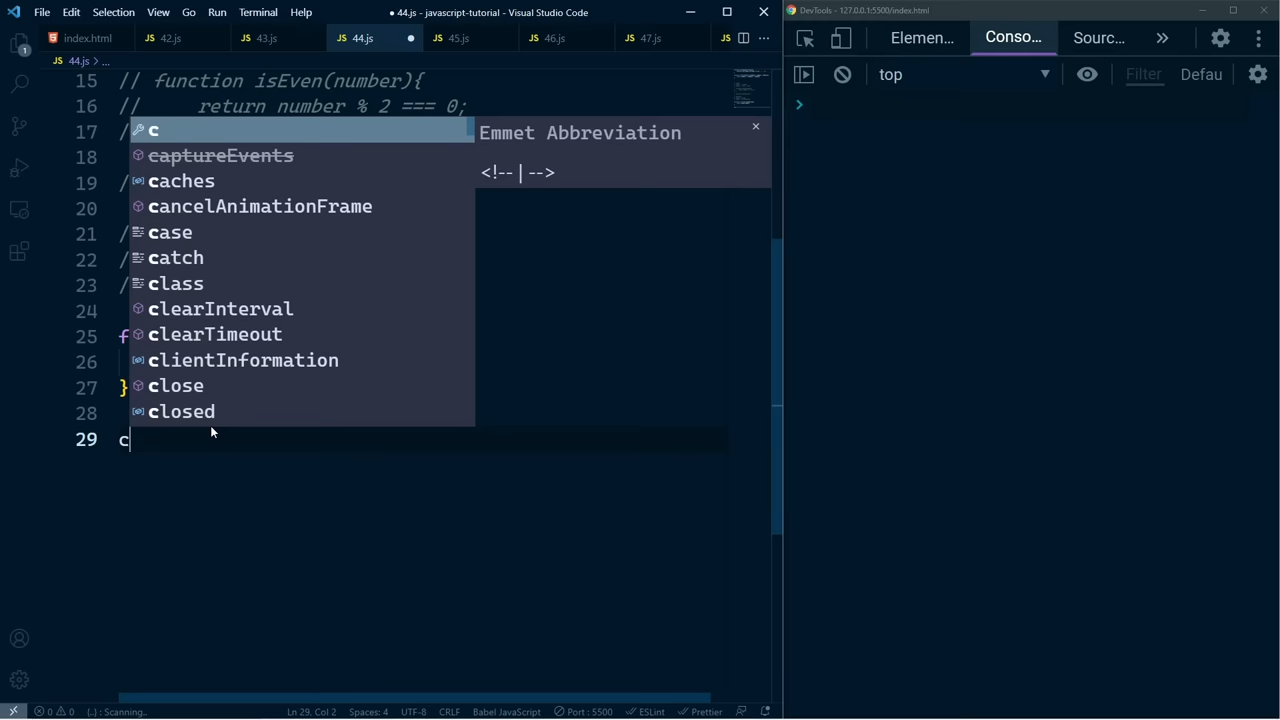 File Edit Selection View Go Run Terminal Help ● 44.js - javascript-tutorial - Visual Studio Code
index.html JS 42.js JS 43.js JS 44.js ● JS 45.js JS 46.js JS 47.js JS
JS 44.js > ...
15 // function isEven(number){
16 // return number % 2 === 0;
17 /
18
19 /
20
21 /
22 /
23 /
24
25 f
26
27 }
28
29 c
c
captureEvents
caches
cancelAnimationFrame
case
catch
class
clearInterval
clearTimeout
clientInformation
close
closed
Emmet Abbreviation
<!-- | -->
1
0 0 {..} : Scanning.. Ln 29, Col 2 Spaces: 4 UTF-8 CRLF Babel JavaScript Port : 5500 ESLint Prettier
DevTools - 127.0.0.1:5500/index.html
Elemen... Conso... Sourc... »
top Filter Defau
>